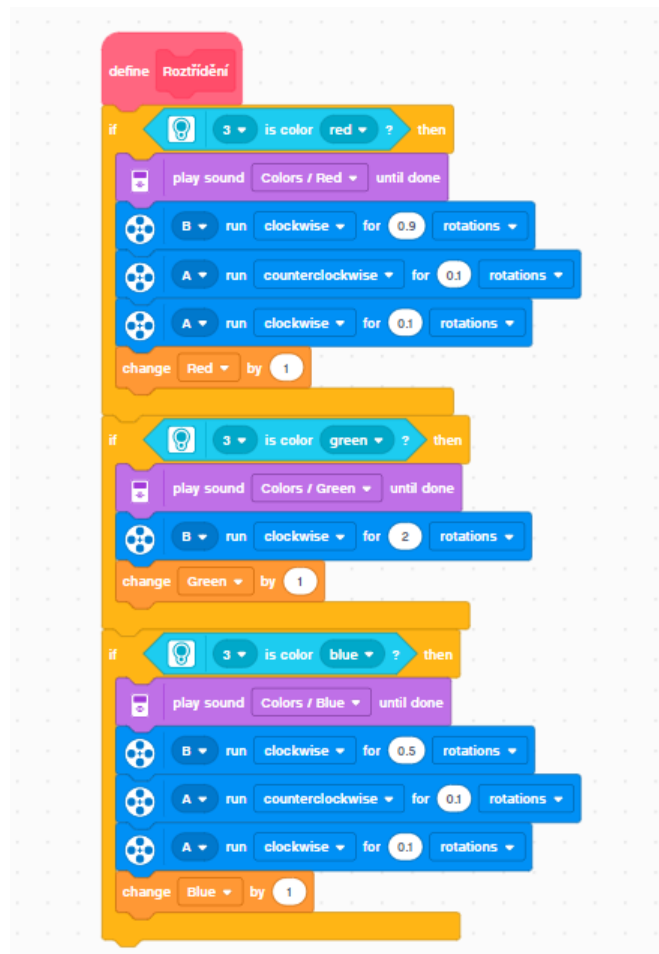 define Roztřídění
if 3 is color red ? then
play sound Colors / Red until done
B run clockwise for 0.9 rotations
A run counterclockwise for 0.1 rotations
A run clockwise for 0.1 rotations
change Red by 1
if 3 is color green ? then
play sound Colors / Green until done
B run clockwise for 2 rotations
change Green by 1
if 3 is color blue ? then
play sound Colors / Blue until done
B run clockwise for 0.5 rotations
A run counterclockwise for 0.1 rotations
A run clockwise for 0.1 rotations
change Blue by 1